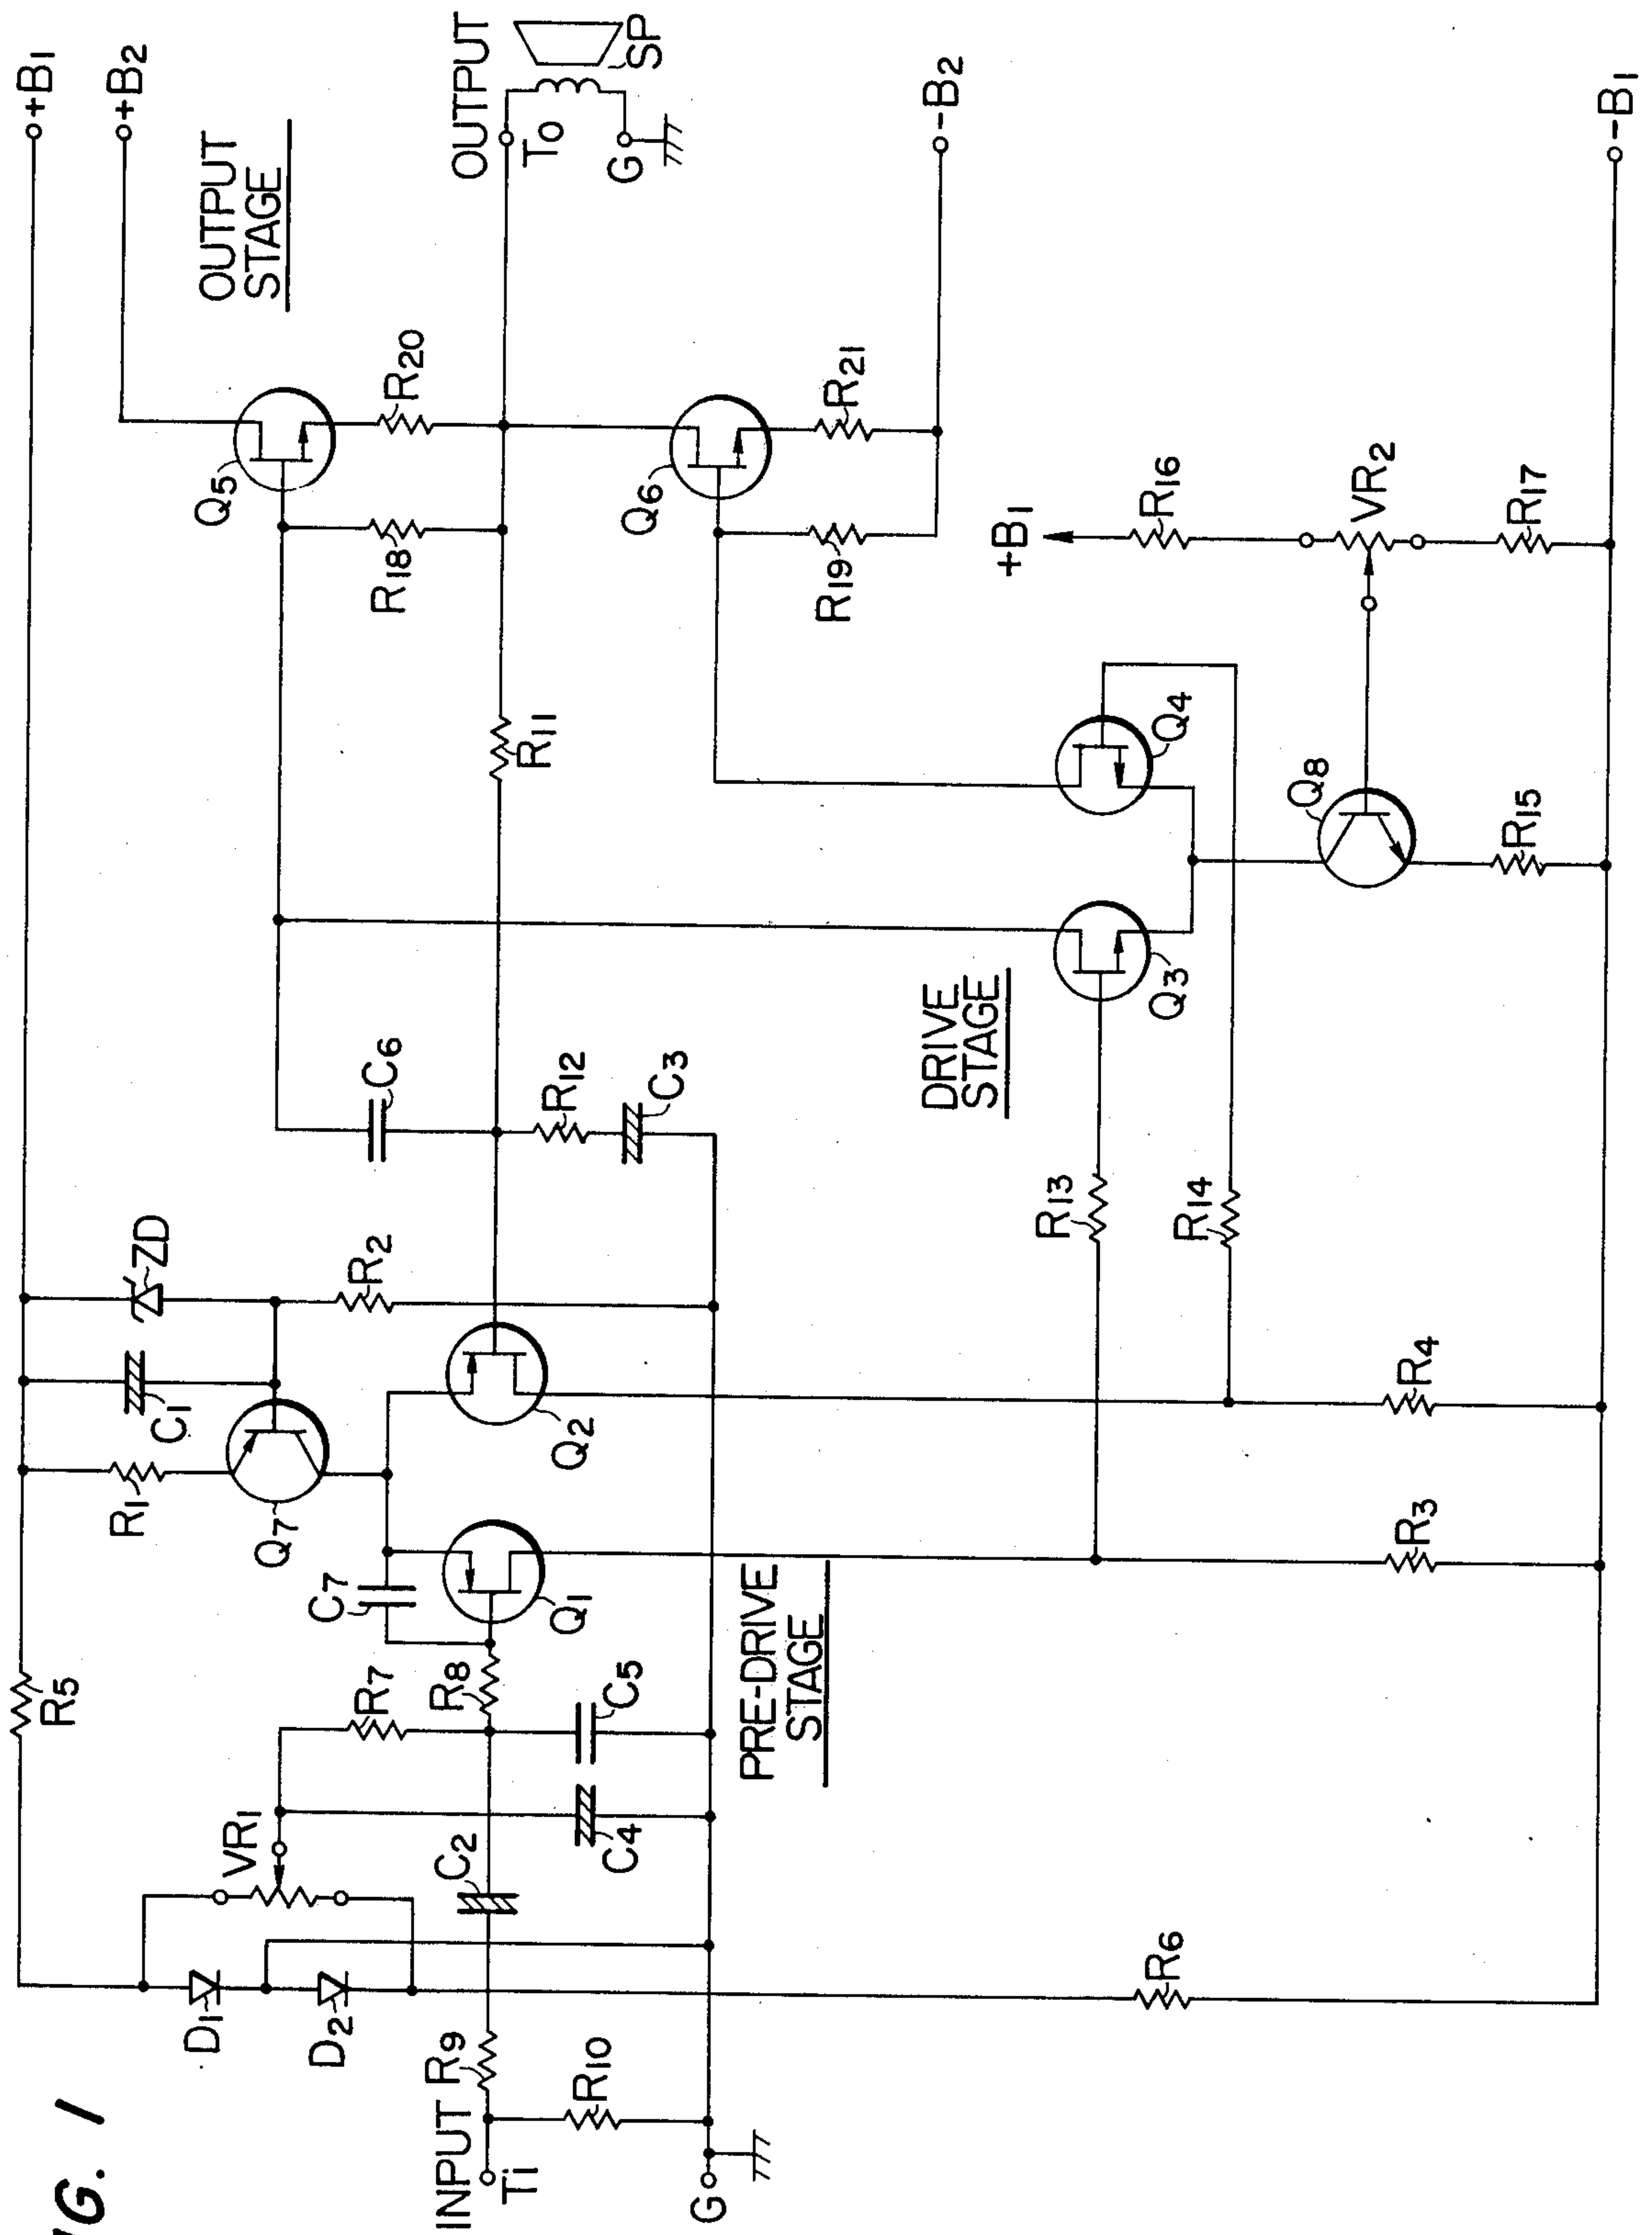 IG. 1
+B1
+B2
OUTPUT
STAGE
OUTPUT
To
SP
G
-B2
-B1
Q5
R20
R18
R11
Q6
R21
R19
+B1
R16
VR2
R17
Q4
Q8
R15
Q3
DRIVE
STAGE
C6
R12
C3
R13
R14
ZD
R2
C1
R1
Q7
Q2
R4
R3
C7
Q1
R5
R7
R8
C5
PRE-DRIVE
STAGE
VR1
C2
C4
D1
D2
R6
INPUT
R9
R10
Ti
G